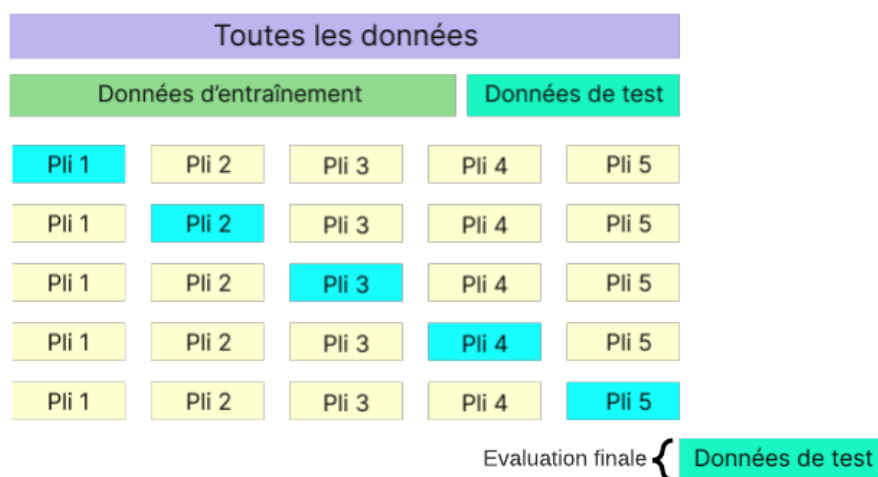 Toutes les données
Données d'entraînement Données de test
Pli 1 Pli 2 Pli 3 Pli 4 Pli 5
Pli 1 Pli 2 Pli 3 Pli 4 Pli 5
Pli 1 Pli 2 Pli 3 Pli 4 Pli 5
Pli 1 Pli 2 Pli 3 Pli 4 Pli 5
Pli 1 Pli 2 Pli 3 Pli 4 Pli 5
Evaluation finale { Données de test